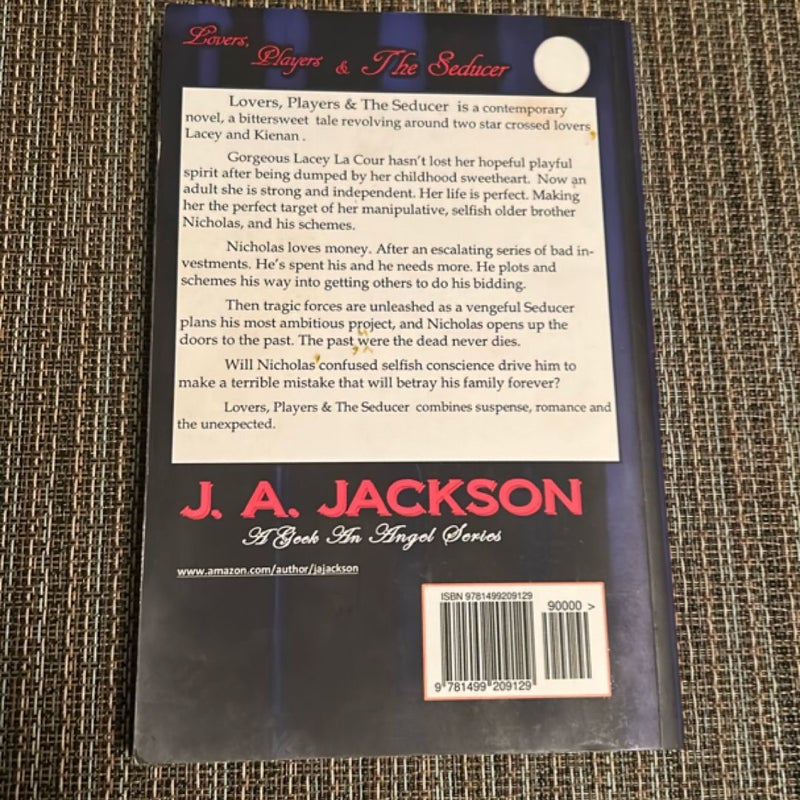 Lovers,
Players & The Seducer
Lovers, Players & The Seducer is a contemporary
novel, a bittersweet tale revolving around two star crossed lovers,
Lacey and Kienan .
Gorgeous Lacey La Cour hasn't lost her hopeful playful
spirit after being dumped by her childhood sweetheart. Now an
adult she is strong and independent. Her life is perfect. Making
her the perfect target of her manipulative, selfish older brother
Nicholas, and his schemes.
Nicholas loves money. After an escalating series of bad in-
vestments. He's spent his and he needs more. He plots and
schemes his way into getting others to do his bidding.
Then tragic forces are unleashed as a vengeful Seducer
plans his most ambitious project, and Nicholas opens up the
doors to the past. The past, were the dead never dies.
Will Nicholas' confused selfish conscience drive him to
make a terrible mistake that will betray his family forever?
Lovers, Players & The Seducer combines suspense, romance and
the unexpected.
J. A. JACKSON
A Geek An Angel Series
www.amazon.com/author/jajackson
ISBN 9781499209129
90000 >
9 781499 209129